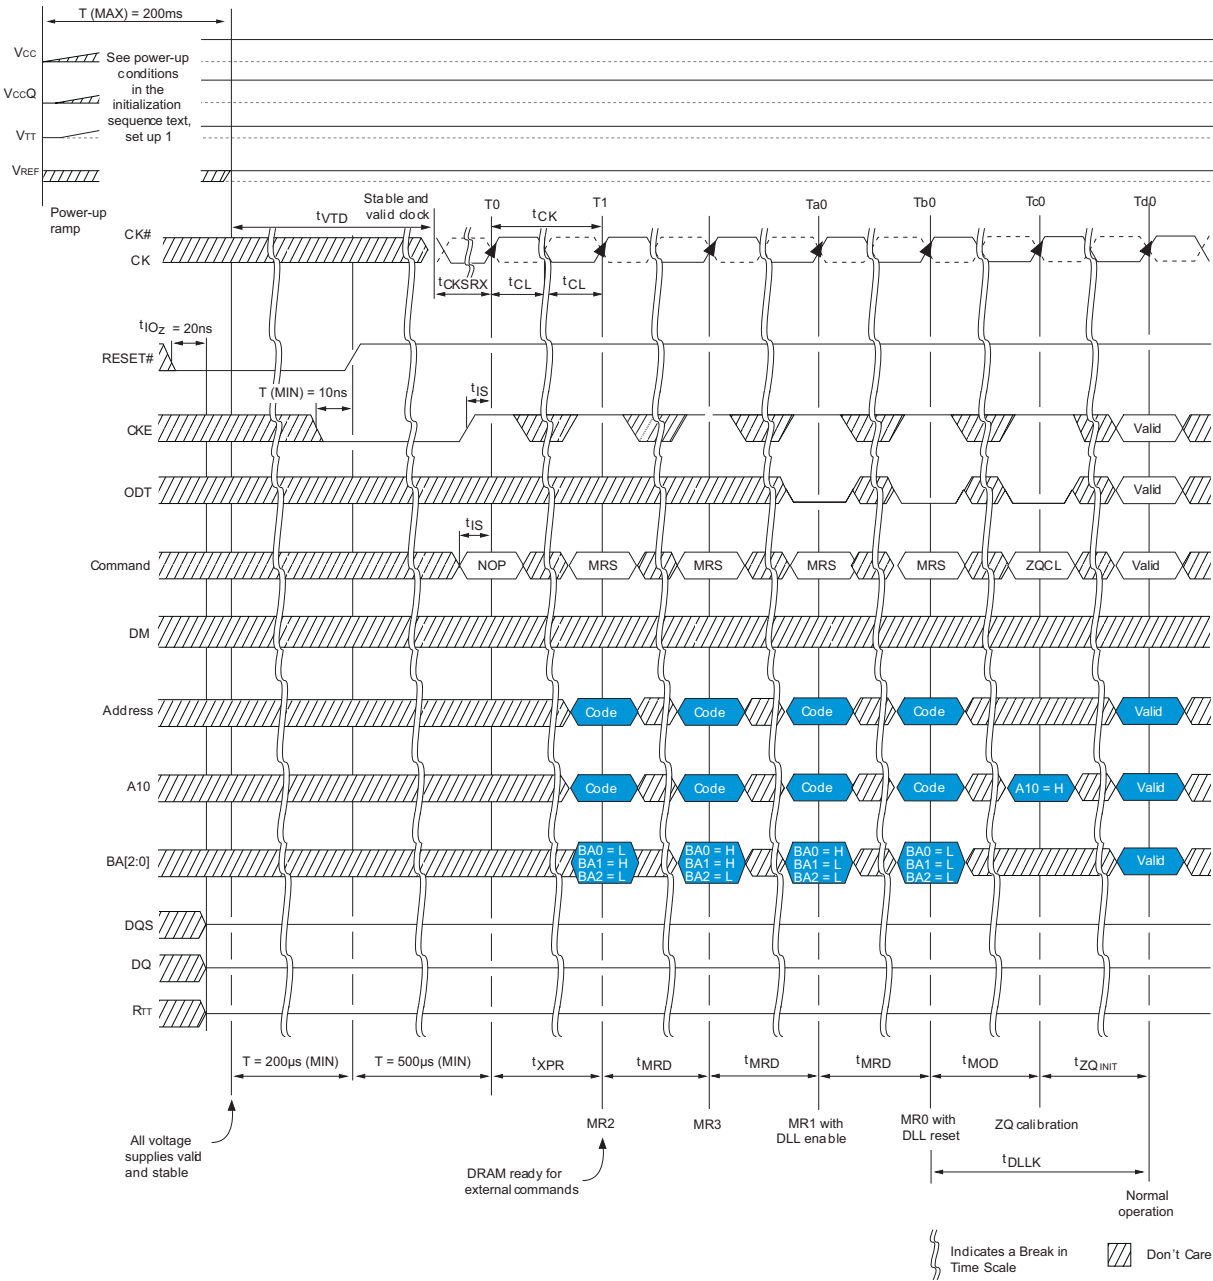 T (MAX) = 200ms
VCC
See power-up
conditions
in the
initialization
sequence text,
set up 1
VCCQ
VTT
VREF
Power-up
ramp
tVTD
Stable and
valid clock
T0
tCK
T1
Ta0
Tb0
Tc0
Td0
CK#
CK
tCKSRX
tCL
tCL
tIOZ = 20ns
RESET#
T (MIN) = 10ns
tIS
CKE
Valid
ODT
Valid
tIS
Command
NOP
MRS
MRS
MRS
MRS
ZQCL
Valid
DM
Address
Code
Code
Code
Code
Valid
A10
Code
Code
Code
Code
A10 = H
Valid
BA[2:0]
BA0 = L
BA1 = H
BA2 = L
BA0 = H
BA1 = H
BA2 = L
BA0 = H
BA1 = L
BA2 = L
BA0 = L
BA1 = L
BA2 = L
Valid
DQS
DQ
RTT
T = 200µs (MIN)
T = 500µs (MIN)
tXPR
tMRD
tMRD
tMRD
tMOD
tZQINIT
All voltage
supplies valid
and stable
MR2
MR3
MR1 with
DLL enable
MR0 with
DLL reset
ZQ calibration
DRAM ready for
external commands
tDLLK
Normal
operation
Indicates a Break in
Time Scale
Don't Care